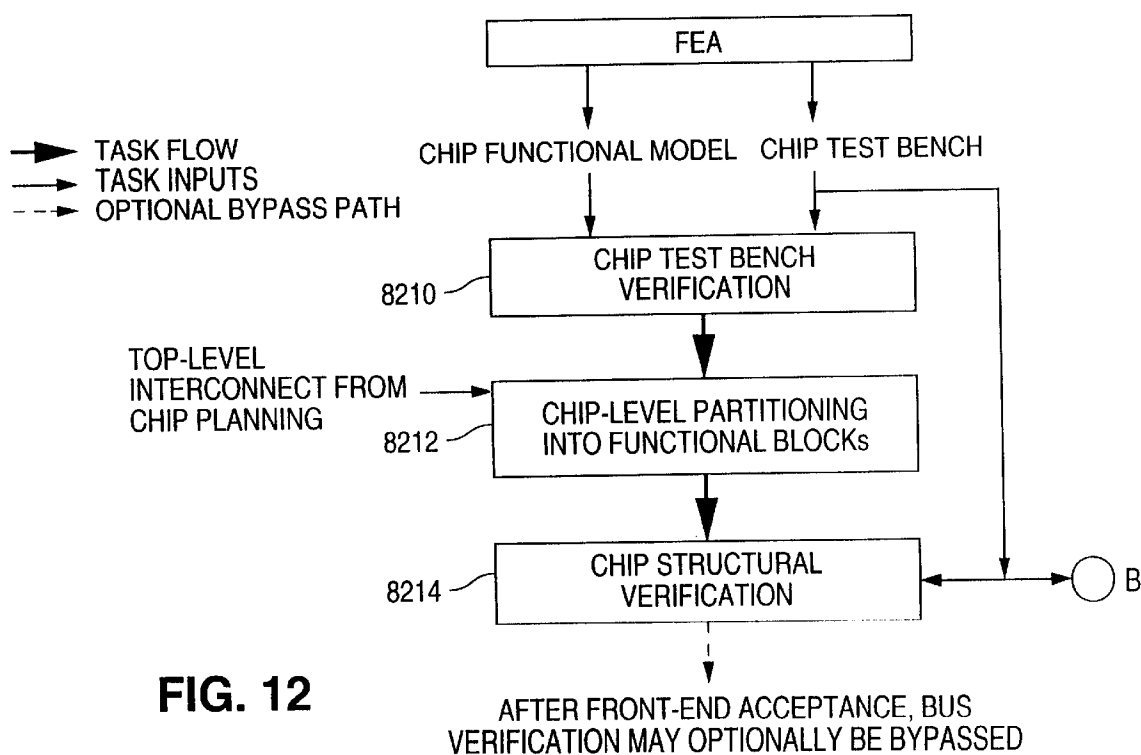 FEA
CHIP FUNCTIONAL MODEL
CHIP TEST BENCH
TASK FLOW
TASK INPUTS
OPTIONAL BYPASS PATH
CHIP TEST BENCH
VERIFICATION
8210
TOP-LEVEL
INTERCONNECT FROM
CHIP PLANNING
CHIP-LEVEL PARTITIONING
INTO FUNCTIONAL BLOCKs
8212
CHIP STRUCTURAL
VERIFICATION
8214
B
FIG. 12
AFTER FRONT-END ACCEPTANCE, BUS
VERIFICATION MAY OPTIONALLY BE BYPASSED